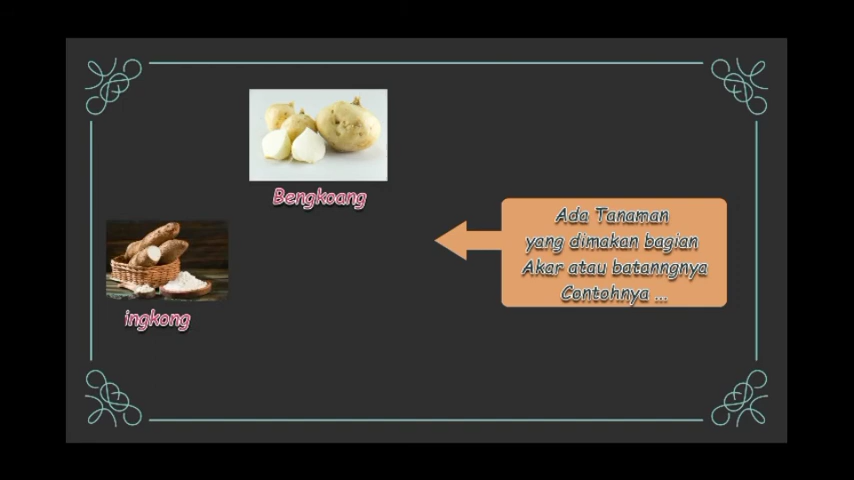 Bengkoang
ingkong
Ada Tanaman
yang dimakan bagian
Akar atau batanngnya
Contohnya ...